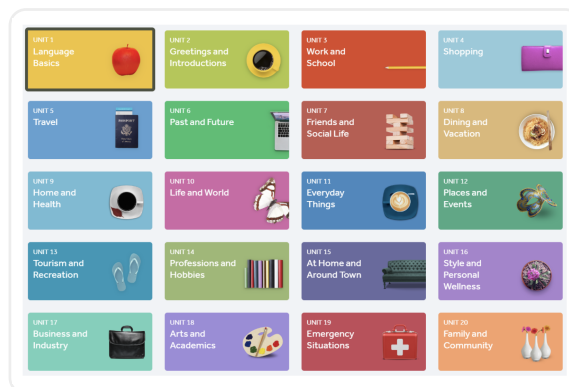 UNIT 1
Language
Basics
UNIT 2
Greetings and
Introductions
UNIT 3
Work and
School
UNIT 4
Shopping
UNIT 5
Travel
PASSPORT
UNIT 6
Past and Future
UNIT 7
Friends and
Social Life
UNIT 8
Dining and
Vacation
UNIT 9
Home and
Health
UNIT 10
Life and World
UNIT 11
Everyday
Things
UNIT 12
Places and
Events
UNIT 13
Tourism and
Recreation
UNIT 14
Professions and
Hobbies
UNIT 15
At Home and
Around Town
UNIT 16
Style and
Personal
Wellness
UNIT 17
Business and
Industry
UNIT 18
Arts and
Academics
UNIT 19
Emergency
Situations
UNIT 20
Family and
Community